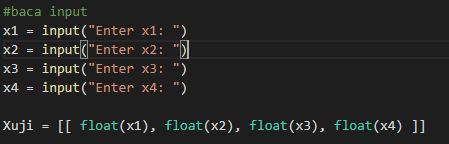 #baca input
x1 = input("Enter x1: ")
x2 = input("Enter x2: ")
x3 = input("Enter x3: ")
x4 = input("Enter x4: ")
Xuji = [[ float(x1), float(x2), float(x3), float(x4) ]]